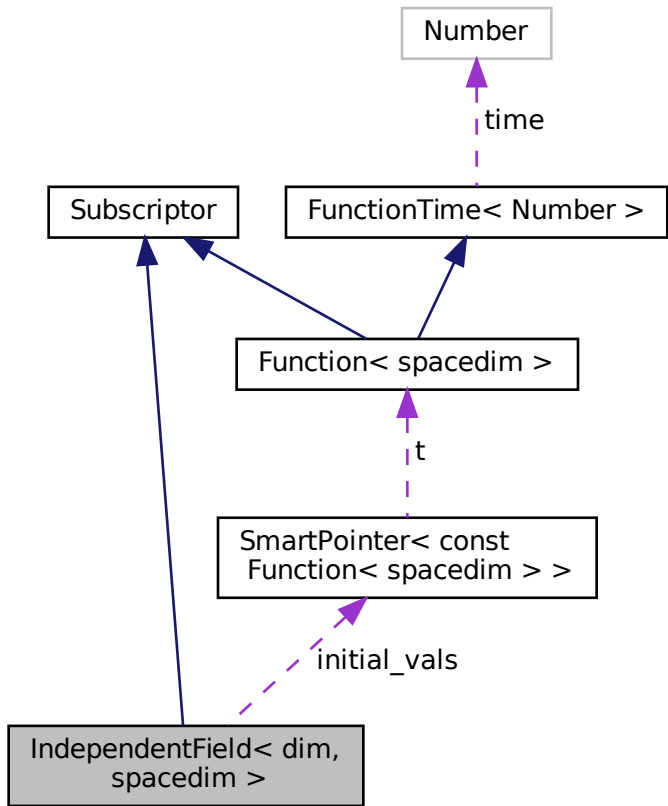 Number
time
Subscriptor
FunctionTime< Number >
Function< spacedim >
t
SmartPointer< const
Function< spacedim > >
initial_vals
IndependentField< dim,
spacedim >